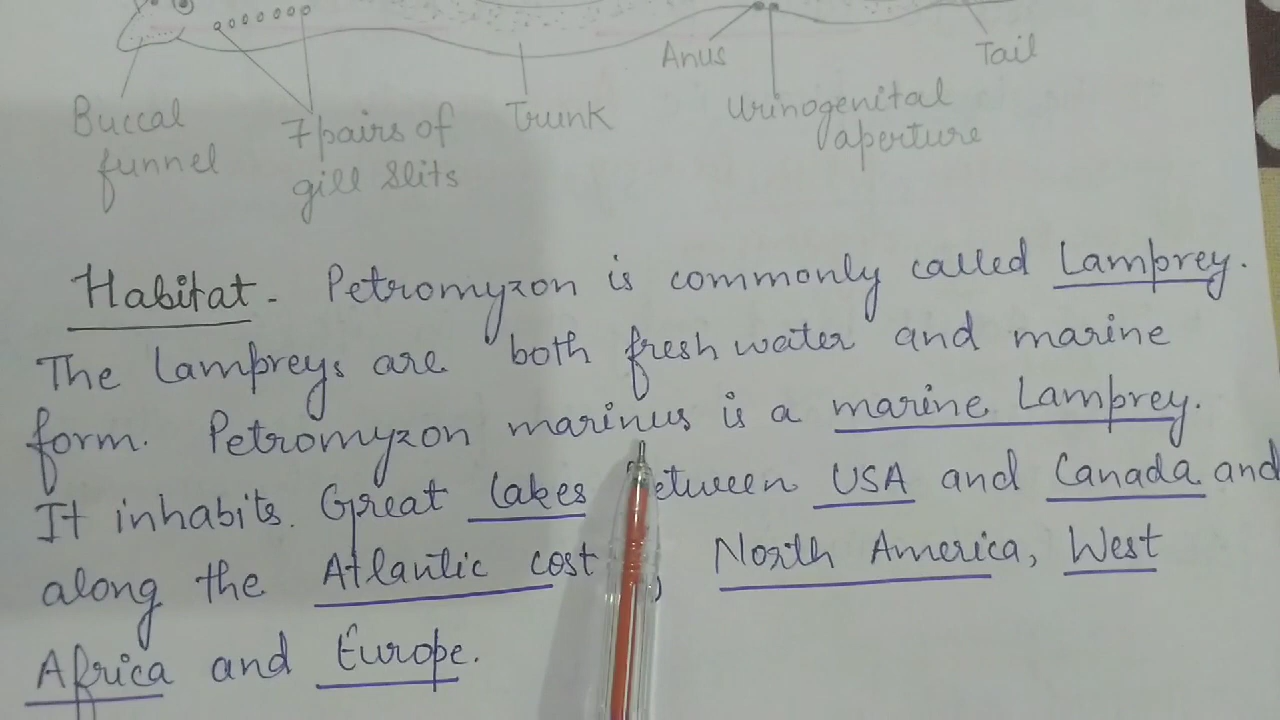 Anus
Tail
Buccal
funnel
7 pairs of
gill slits
Trunk
Urinogenital
aperture
Habitat - Petromyzon is commonly called Lamprey.
The Lampreys are both fresh water and marine
form. Petromyzon marinus is a marine Lamprey.
It inhabits. Great lakes etween USA and Canada and
along the Atlantic cost , North America, West
Africa and Europe.